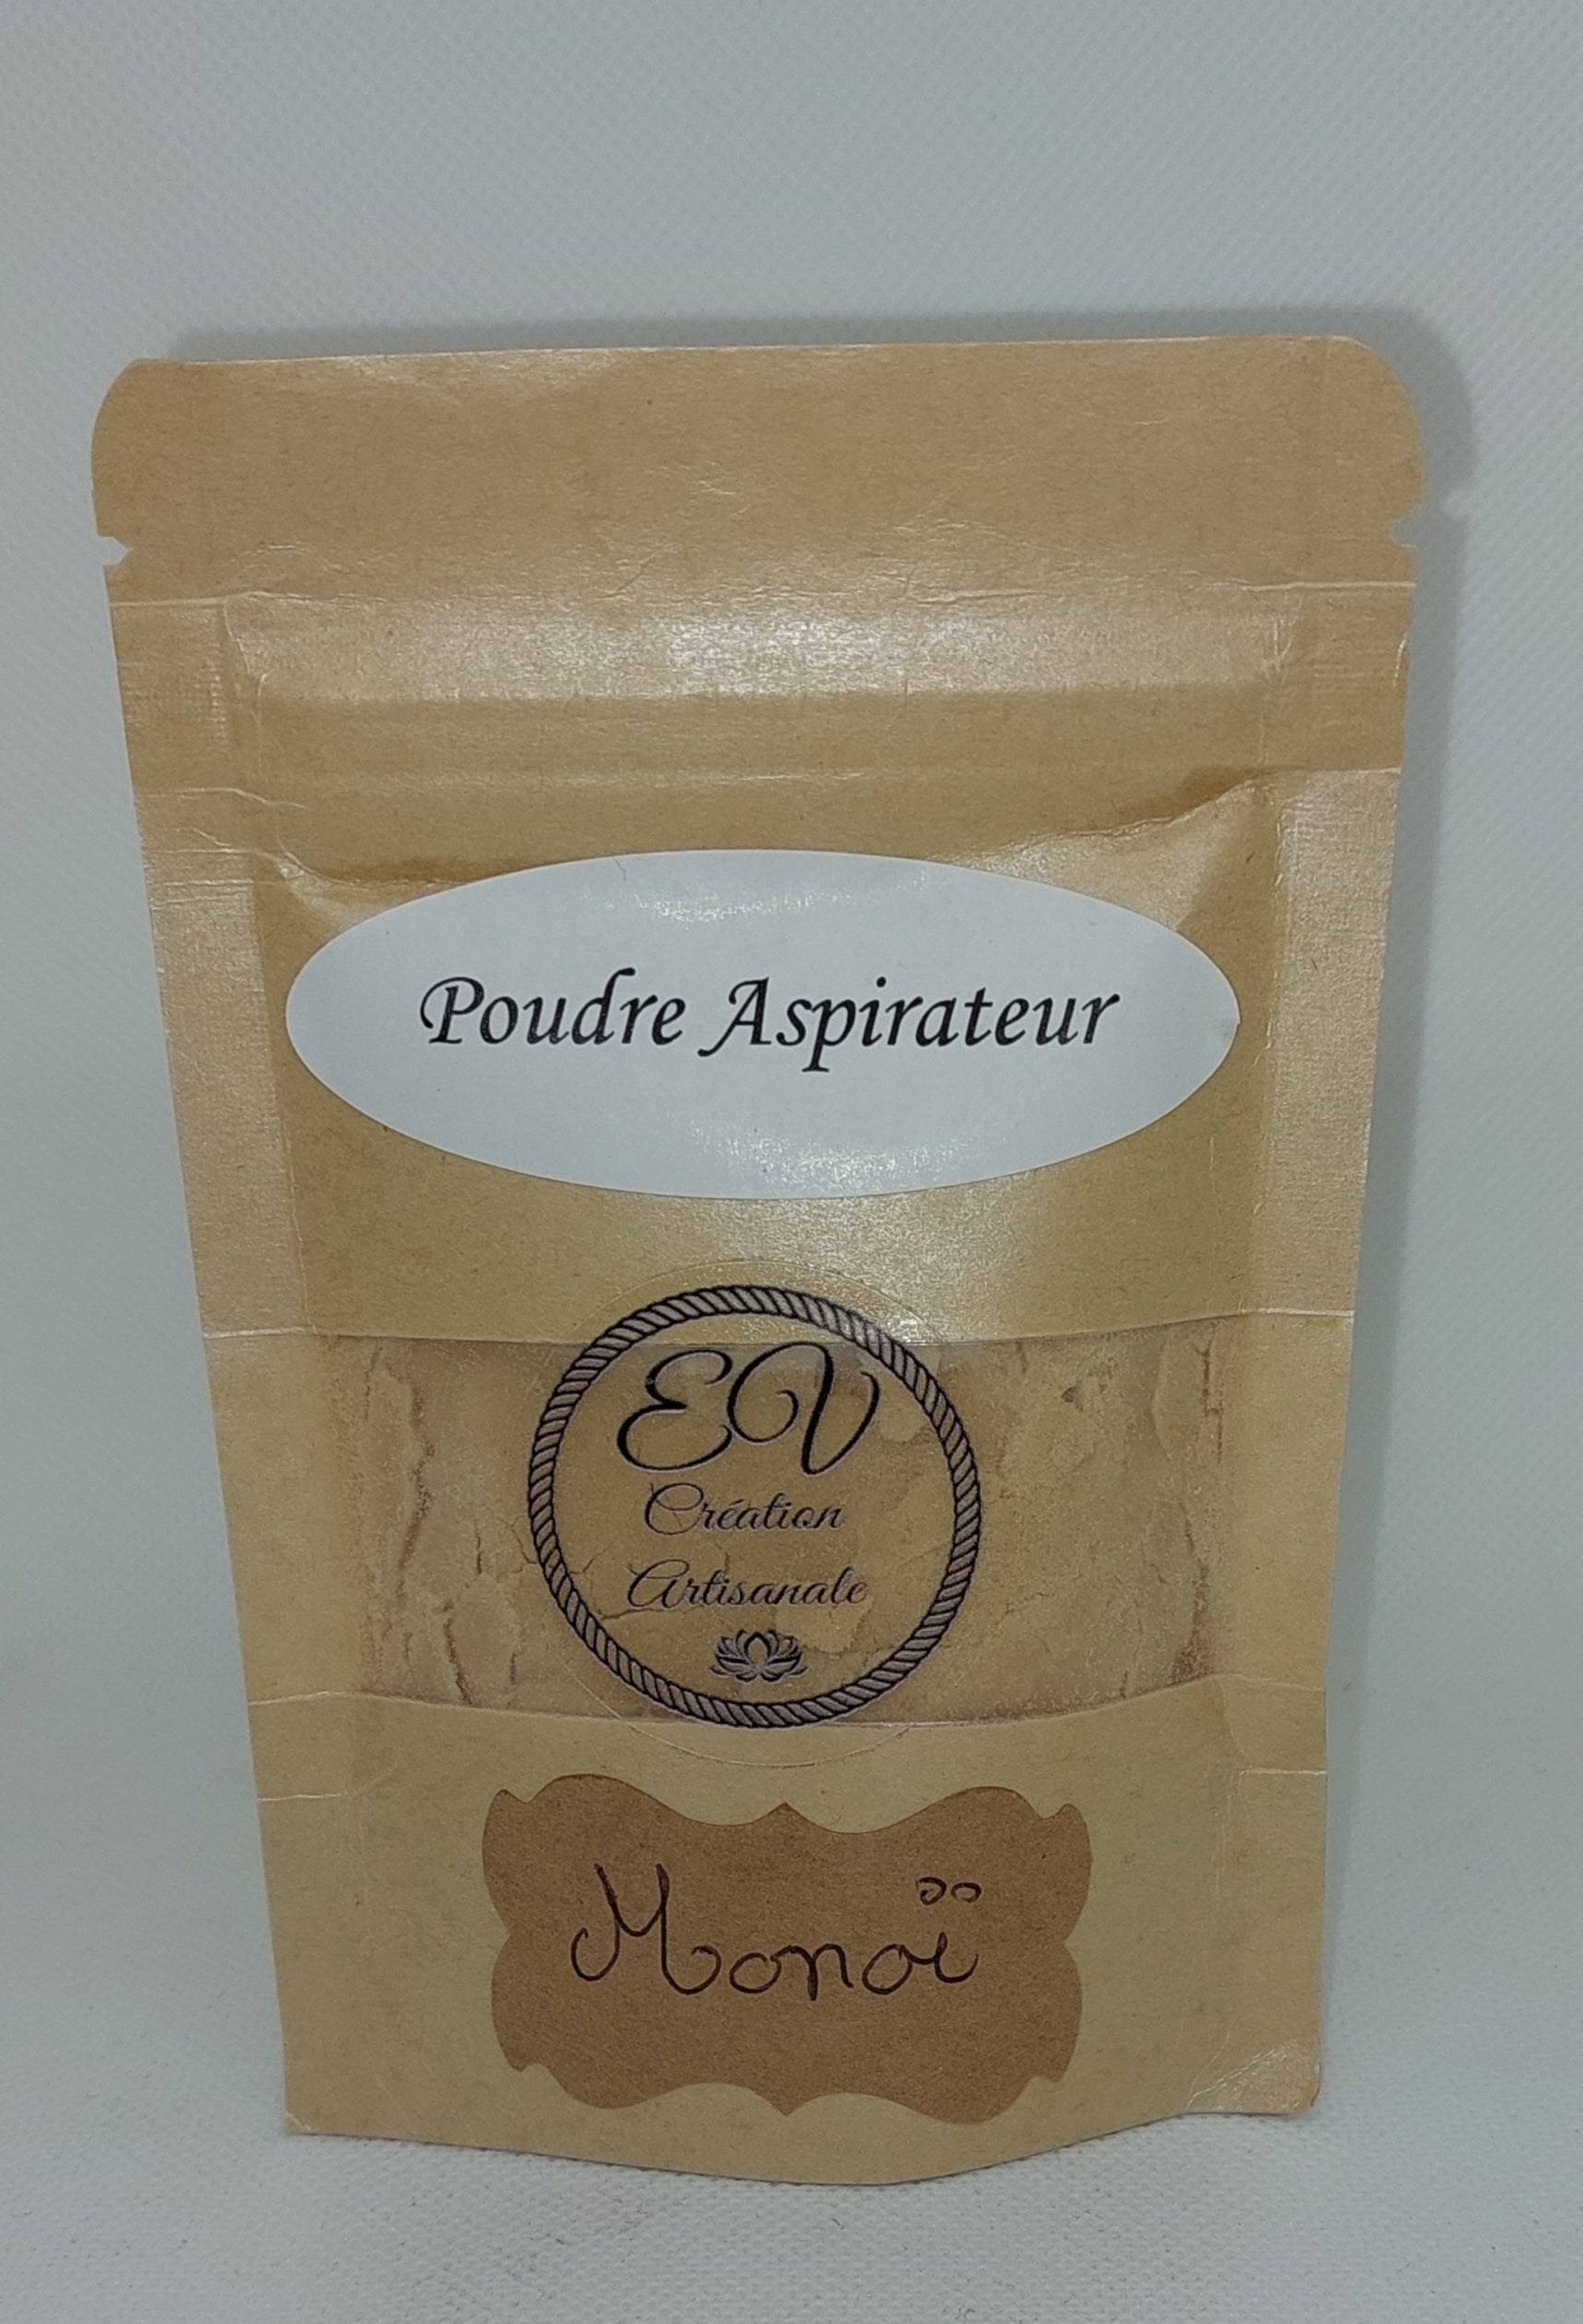 Poudre Aspirateur
EV
Création
Artisanale
Monoï